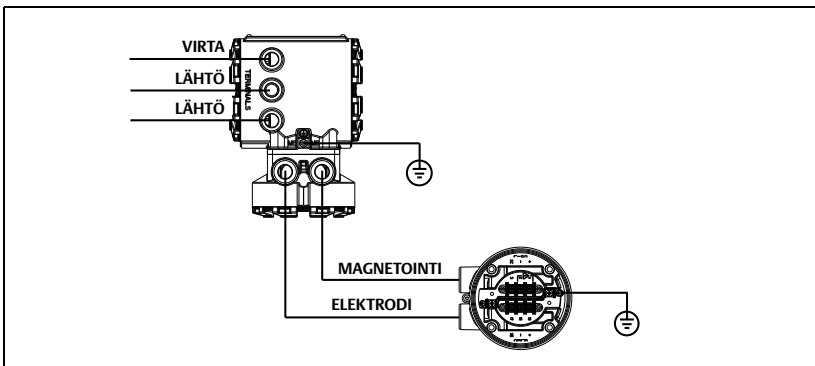 VIRTA
LÄHTÖ
LÄHTÖ
TERMINALS
MAGNETOINTI
ELEKTRODI